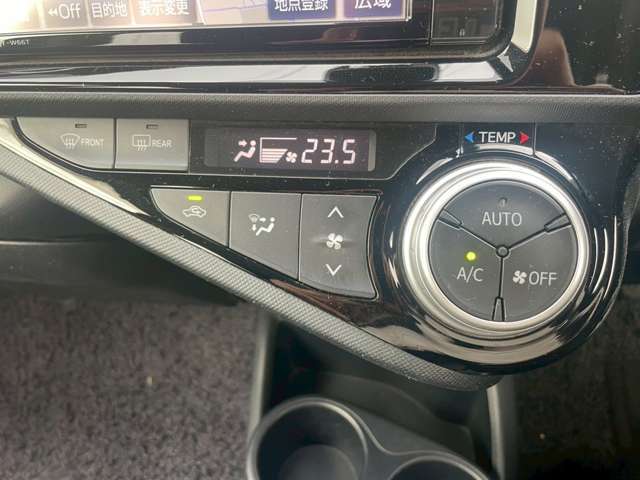 ◂◂Off 目的地 表示変更 地点登録 広域
-W66T
FRONT REAR 23.5 ◀ TEMP ▶
AUTO
A/C OFF